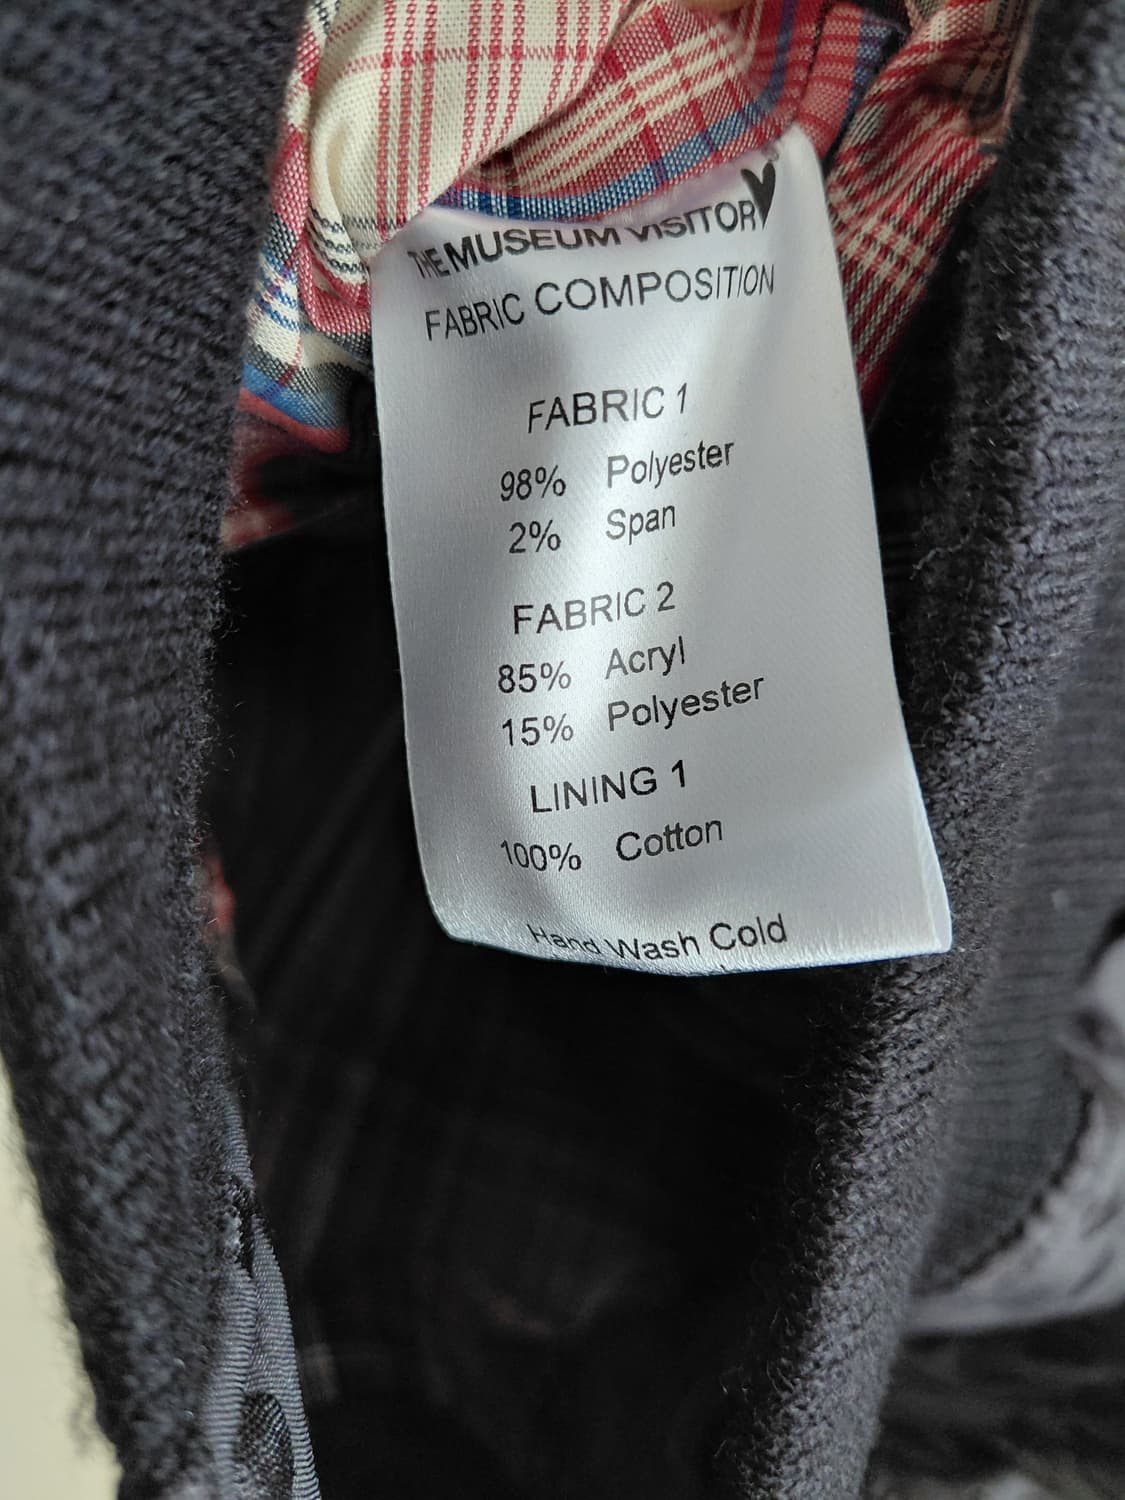 THE MUSEUM VISITOR
FABRIC COMPOSITION
FABRIC 1
98% Polyester
2% Span
FABRIC 2
85% Acryl
15% Polyester
LINING 1
100% Cotton
Hand Wash Cold